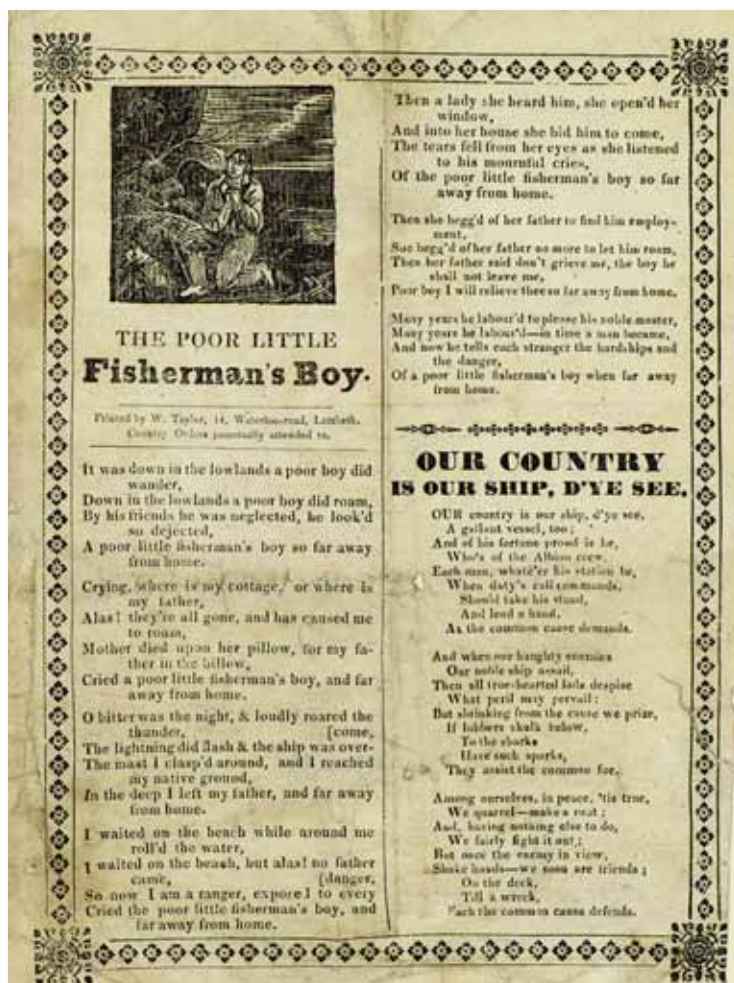 THE POOR LITTLE
Fisherman's Boy.
Printed by W. Taylor, 14, Waterloo-road, Lambeth.
Country Orders punctually attended to.
It was down in the lowlands a poor boy did
wander,
Down in the lowlands a poor boy did roam,
By his friends he was neglected, he look'd
so dejected,
A poor little fisherman's boy so far away
from home.
Crying, where is my cottage, or where is
my father,
Alas! they're all gone, and has caused me
to roam,
Mother died upon her pillow, for my fa-
ther in the billow,
Cried a poor little fisherman's boy, and far
away from home.
O bitter was the night, & loudly roared the
thunder, [come,
The lightning did flash & the ship was over-
The mast I clasp'd around, and I reached
my native ground,
In the deep I left my father, and far away
from home.
I waited on the beach while around me
roll'd the water,
I waited on the beach, but alas! no father
came, [danger,
So now I am a ranger, expore1 to every
Cried the poor little fisherman's boy, and
far away from home.
Then a lady she heard him, she open'd her
window,
And into her house she bid him to come,
The tears fell from her eyes as she listened
to his mournful cries,
Of the poor little fisherman's boy so far
away from home.
Then she begg'd of her father to find him employ-
ment,
She begg'd of her father no more to let him roam,
Then her father said don't grieve me, the boy he
shall not leave me,
Poor boy I will relieve thee so far away from home.
Many years he labour'd to please his noble master,
Many years he labour'd—in time a man became,
And now he tells each stranger the hardships and
the danger,
Of a poor little fisherman's boy when far away
from home.
OUR COUNTRY
IS OUR SHIP, D'YE SEE.
OUR country is our ship, d'ye see,
A gallant vessel, too;
And of his fortune proud is he,
Who's of the Albion crew,
Each man, whate'er his station be,
When duty's call commands,
Should take his stand,
And lend a hand,
As the common cause demands.
And when our haughty enemies
Our noble ship assail,
Then all true-hearted lads despise
What peril may prevail:
But shrinking from the cause we prize,
If lubbers skulk below,
To the sharks
Heave such sparks,
They assist the common foe.
Among ourselves, in peace, 'tis true,
We quarrel—make a rout;
And, having nothing else to do,
We fairly fight it out;
But once the enemy in view,
Shake hands—we soon are friends;
On the deck,
Till a wreck,
Each the common cause defends.